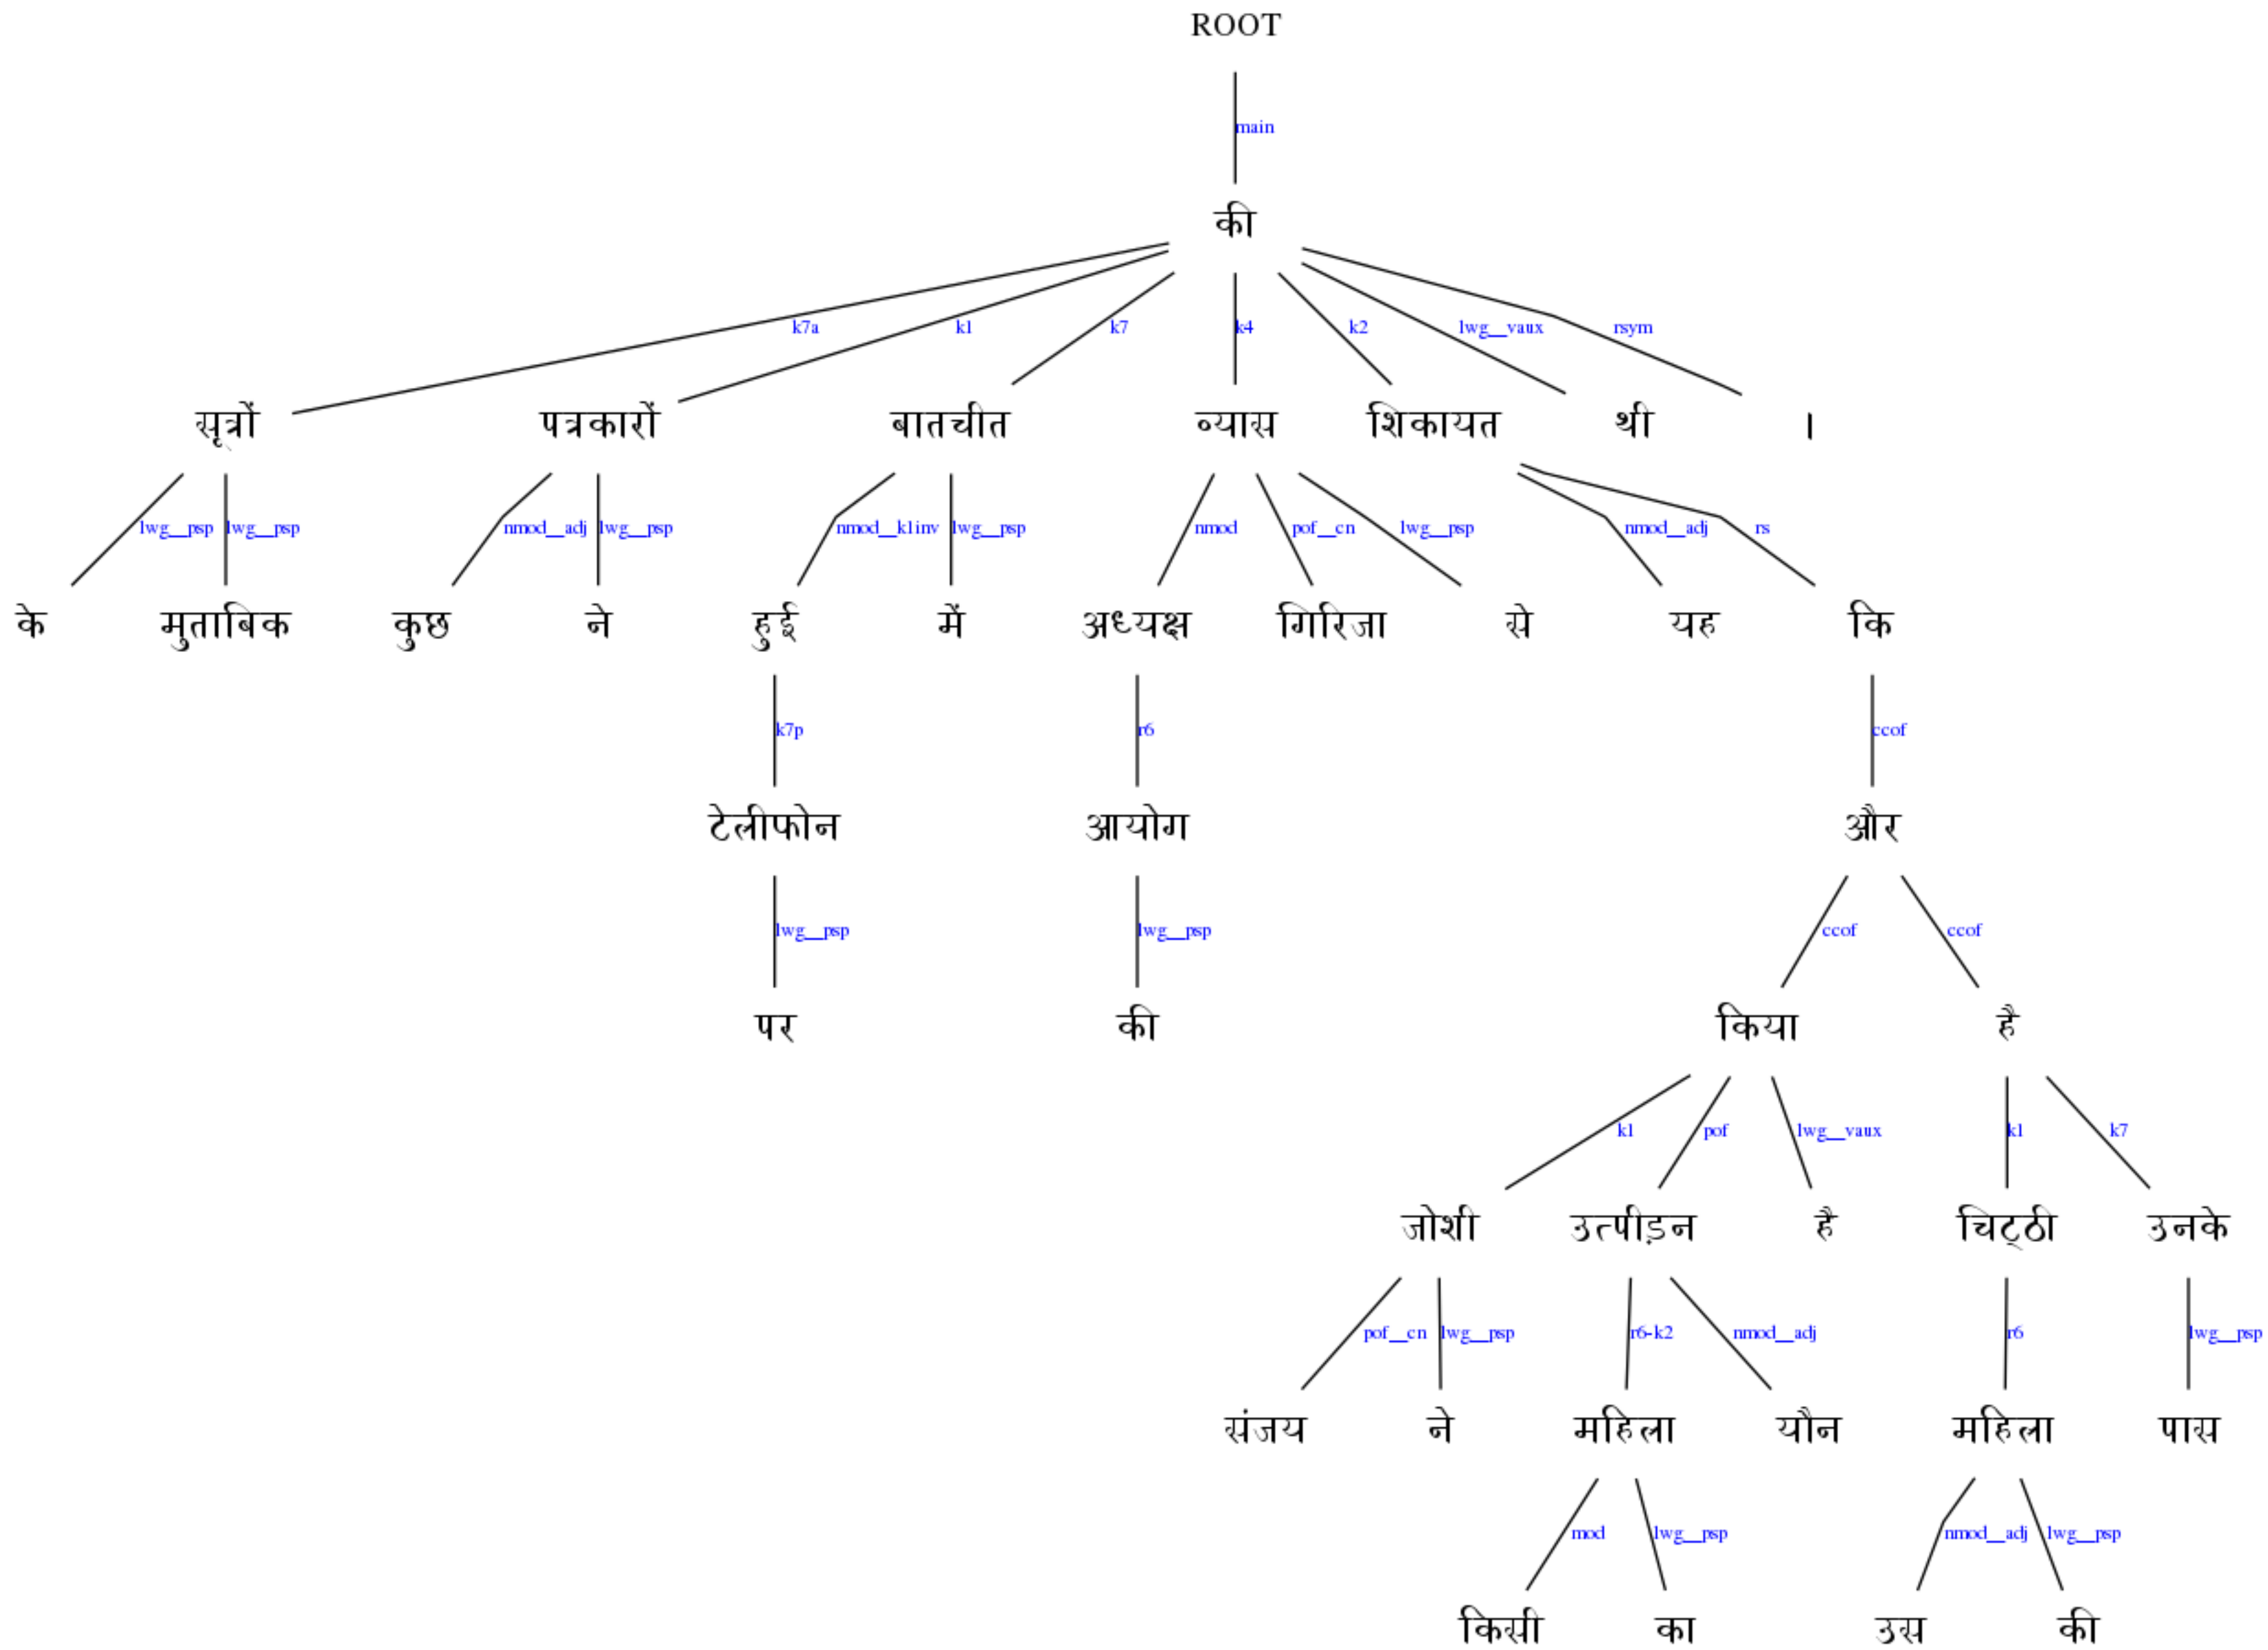 ROOT
main
की
k7a k1 k7 k4 k2 lwg__vaux rsym
सूत्रों पत्रकारों बातचीत व्यास शिकायत थी ।
lwg__psp lwg__psp nmod__adj lwg__psp nmod__k1inv lwg__psp nmod pof__cn lwg__psp nmod__adj rs
के मुताबिक कुछ ने हुई में अध्यक्ष गिरिजा से यह कि
k7p r6 ccof
टेलीफोन आयोग और
lwg__psp lwg__psp ccof ccof
पर की किया है
k1 pof lwg__vaux k1 k7
जोशी उत्पीड़न है चिट्ठी उनके
pof__cn lwg__psp r6-k2 nmod__adj r6 lwg__psp
संजय ने महिला यौन महिला पास
mod lwg__psp nmod__adj lwg__psp
किसी का उस की